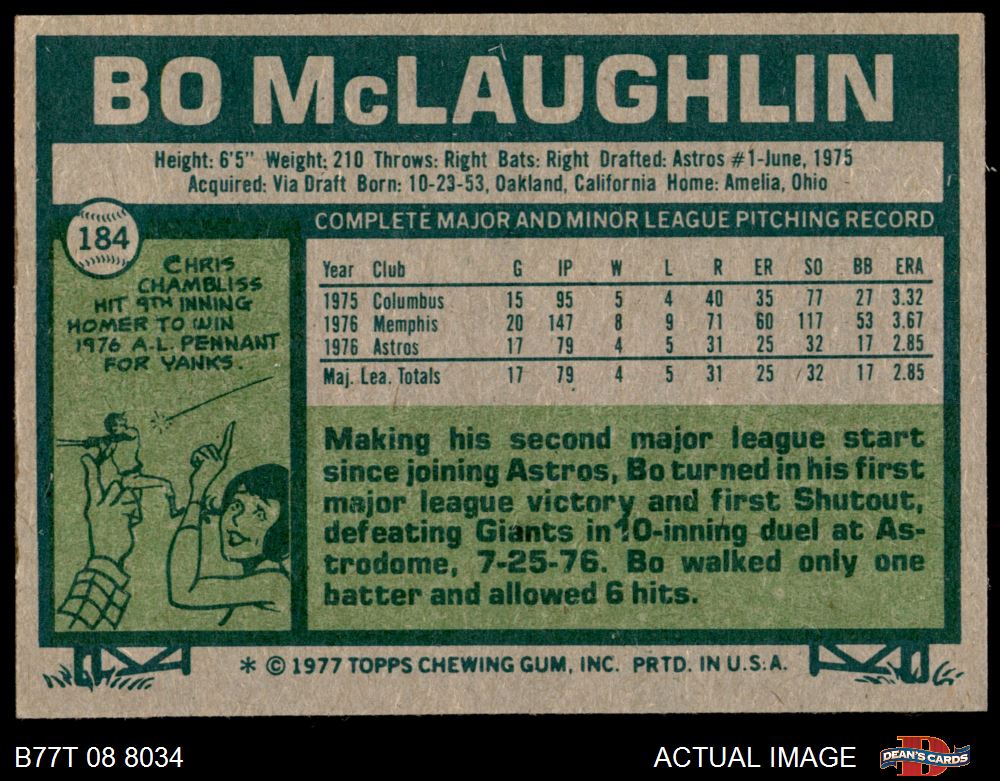 BO McLAUGHLIN
Height: 6'5" Weight: 210 Throws: Right Bats: Right Drafted: Astros #1-June, 1975
Acquired: Via Draft Born: 10-23-53, Oakland, California Home: Amelia, Ohio
184
CHRIS
CHAMBLISS
HIT 9TH INNING
HOMER TO WIN
1976 A.L. PENNANT
FOR YANKS.
COMPLETE MAJOR AND MINOR LEAGUE PITCHING RECORD
Year Club G IP W L R ER SO BB ERA
1975 Columbus 15 95 5 4 40 35 77 27 3.32
1976 Memphis 20 147 8 9 71 60 117 53 3.67
1976 Astros 17 79 4 5 31 25 32 17 2.85
Maj. Lea. Totals 17 79 4 5 31 25 32 17 2.85
Making his second major league start
since joining Astros, Bo turned in his first
major league victory and first Shutout,
defeating Giants in 10-inning duel at As-
trodome, 7-25-76. Bo walked only one
batter and allowed 6 hits.
* © 1977 TOPPS CHEWING GUM, INC. PRTD. IN U.S.A.
B77T 08 8034
ACTUAL IMAGE
D
DEAN'S CARDS